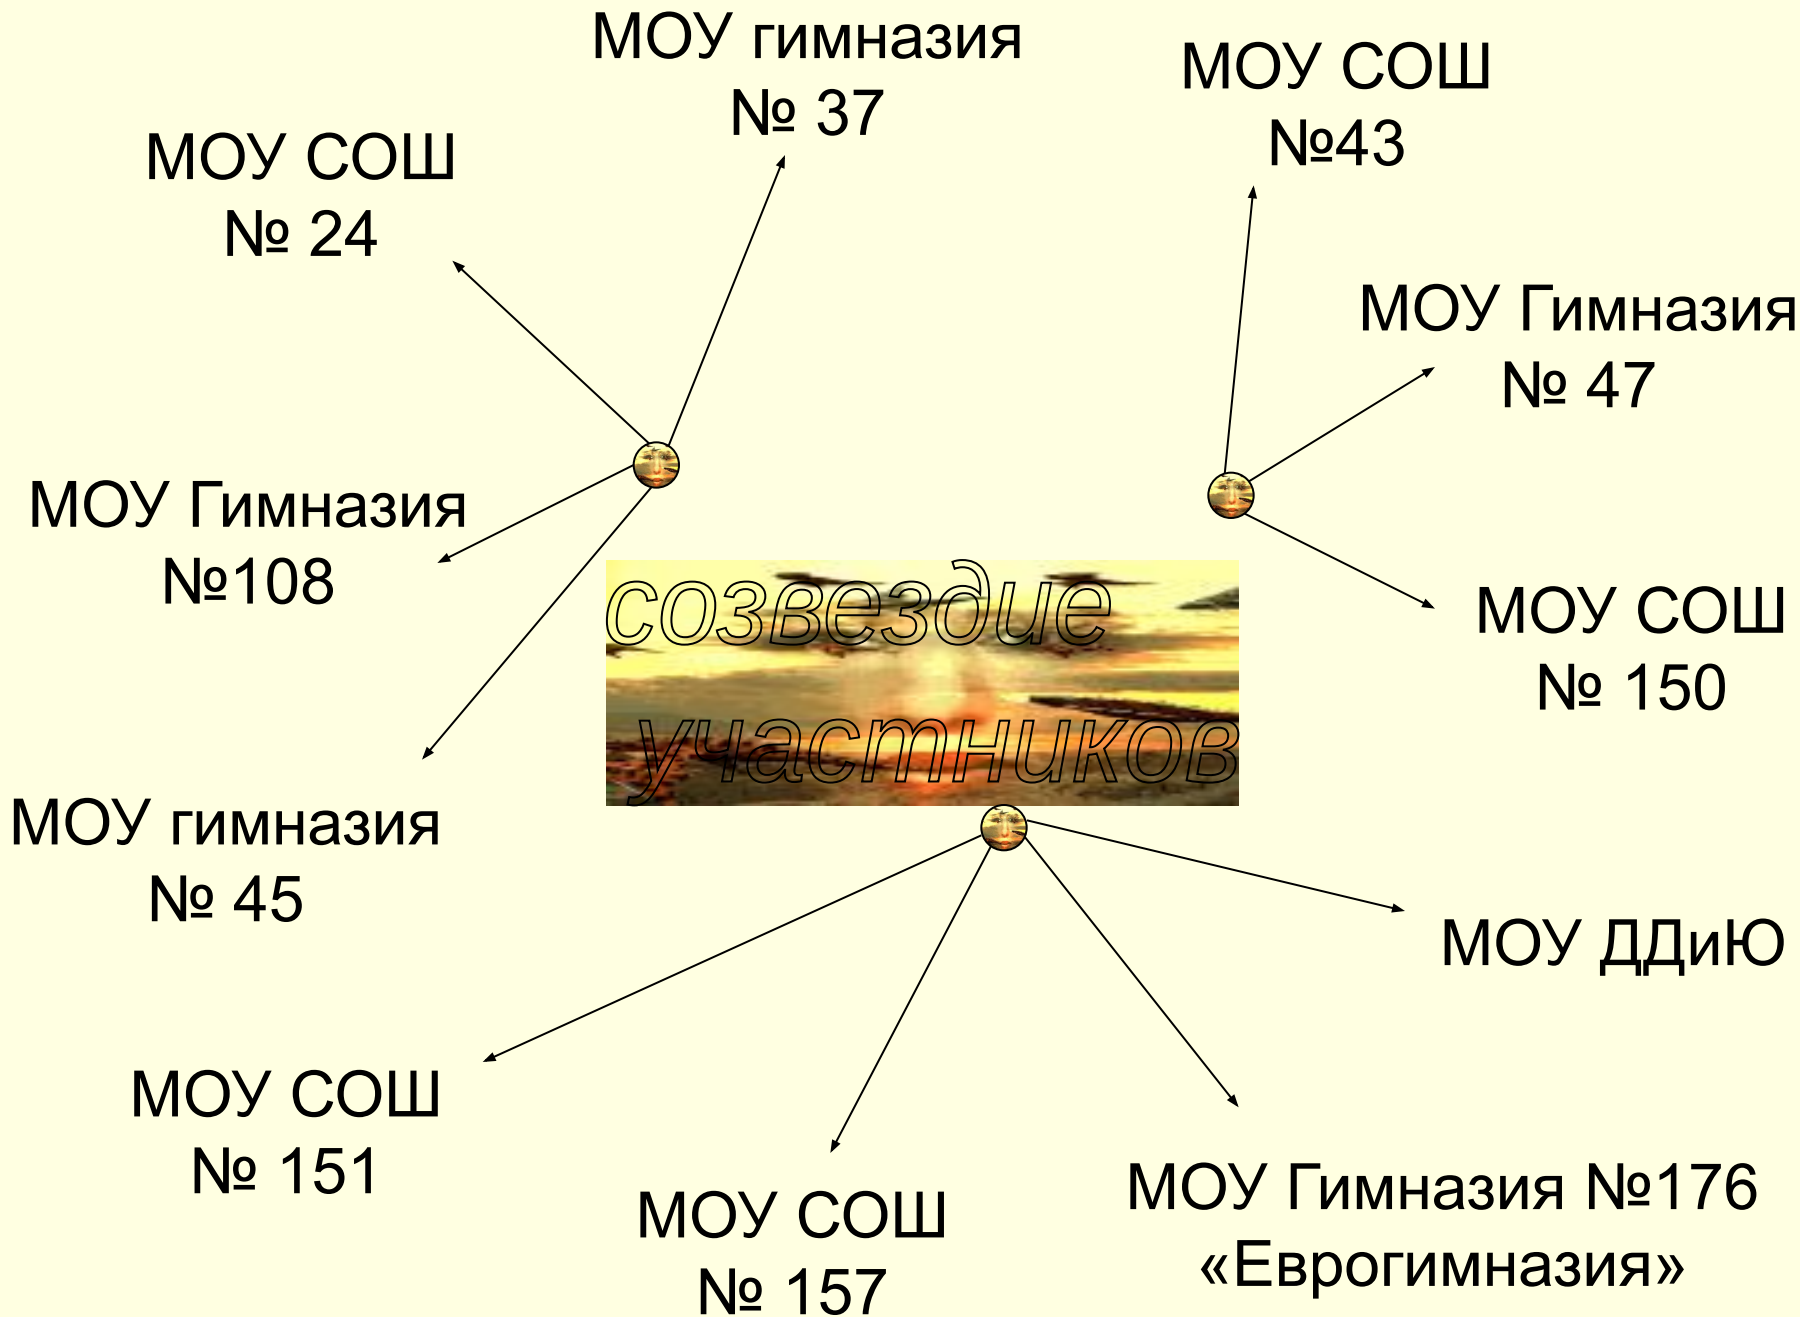 МОУ гимназия
№ 37
МОУ СОШ
№43
МОУ СОШ
№ 24
МОУ Гимназия
№ 47
МОУ Гимназия
№108
созвездие
участников
МОУ СОШ
№ 150
МОУ гимназия
№ 45
МОУ ДДиЮ
МОУ СОШ
№ 151
МОУ СОШ
№ 157
МОУ Гимназия №176
«Еврогимназия»